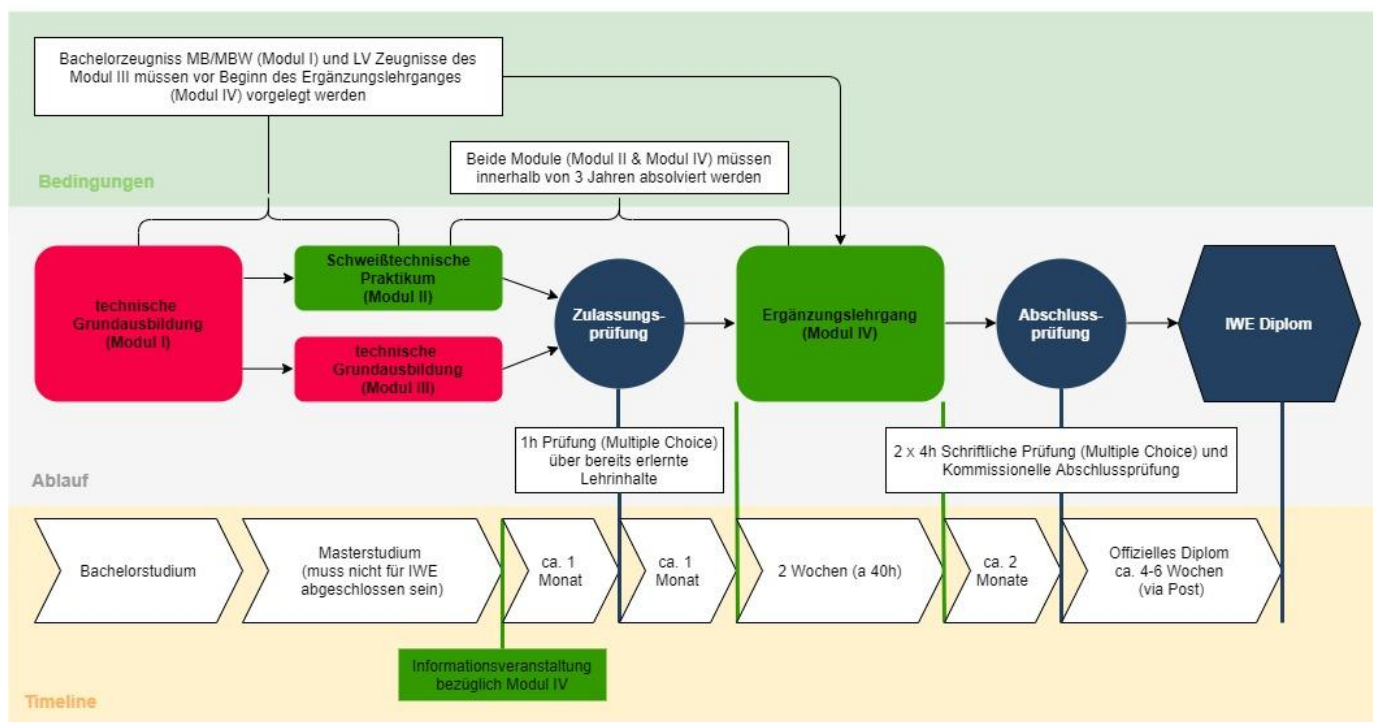 Bachelorzeugniss MB/MBW (Modul I) und LV Zeugnisse des
Modul III müssen vor Beginn des Ergänzungslehrganges
(Modul IV) vorgelegt werden
Beide Module (Modul II & Modul IV) müssen
innerhalb von 3 Jahren absolviert werden
Bedingungen
technische
Grundausbildung
(Modul I)
Schweißtechnische
Praktikum
(Modul II)
technische
Grundausbildung
(Modul III)
Zulassungs-
prüfung
Ergänzungslehrgang
(Modul IV)
Abschluss-
prüfung
IWE Diplom
1h Prüfung (Multiple Choice)
über bereits erlernte
Lehrinhalte
2 x 4h Schriftliche Prüfung (Multiple Choice) und
Kommissionelle Abschlussprüfung
Ablauf
Bachelorstudium
Masterstudium
(muss nicht für IWE
abgeschlossen sein)
ca. 1
Monat
ca. 1
Monat
2 Wochen (a 40h)
ca. 2
Monate
Offizielles Diplom
ca. 4-6 Wochen
(via Post)
Informationsveranstaltung
bezüglich Modul IV
Timeline